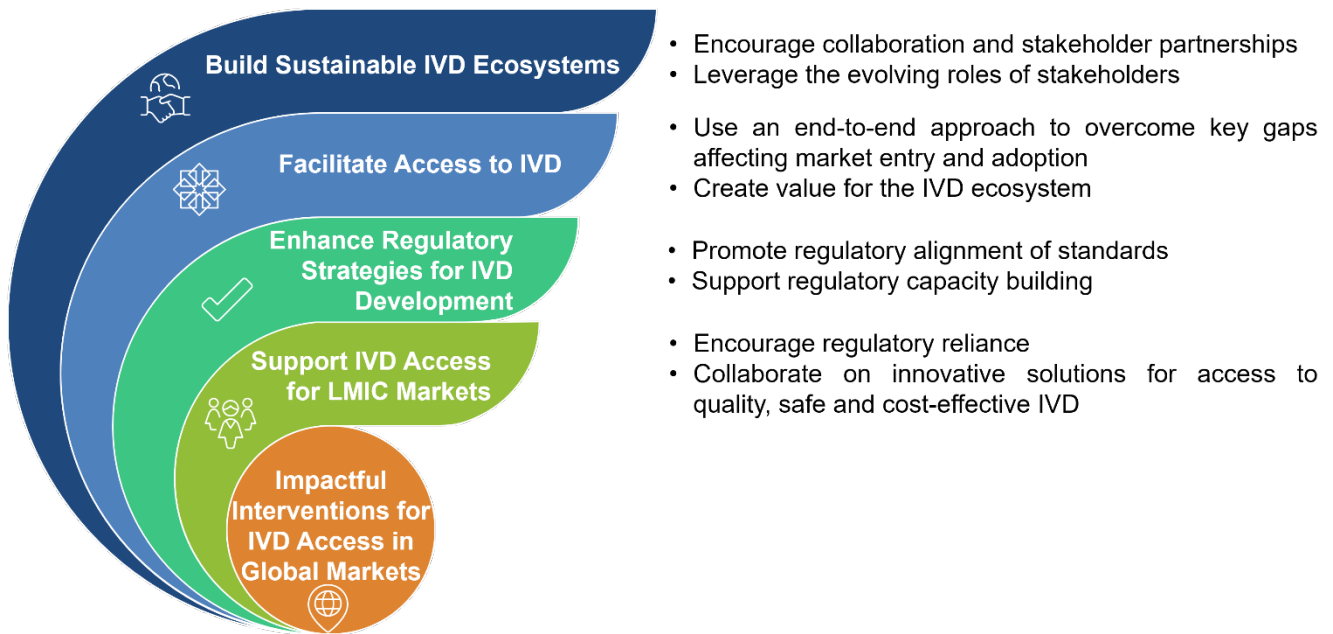 Build Sustainable IVD Ecosystems
• Encourage collaboration and stakeholder partnerships
• Leverage the evolving roles of stakeholders
Facilitate Access to IVD
• Use an end-to-end approach to overcome key gaps
affecting market entry and adoption
• Create value for the IVD ecosystem
Enhance Regulatory
Strategies for IVD
Development
• Promote regulatory alignment of standards
• Support regulatory capacity building
Support IVD Access
for LMIC Markets
• Encourage regulatory reliance
• Collaborate on innovative solutions for access to
quality, safe and cost-effective IVD
Impactful
Interventions for
IVD Access in
Global Markets